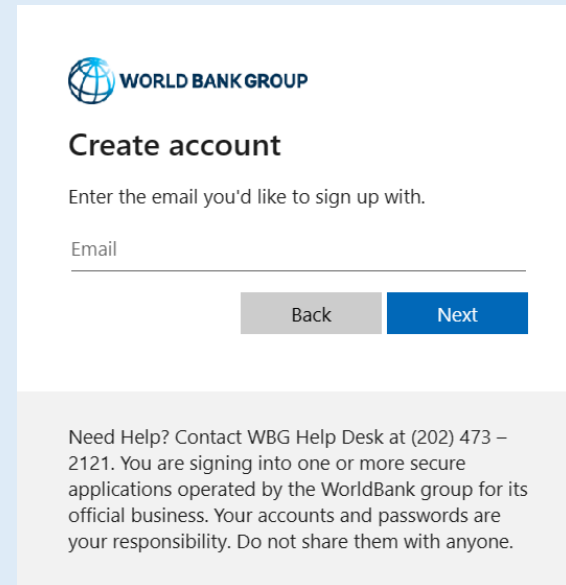 WORLD BANK GROUP
Create account
Enter the email you'd like to sign up with.
Email
Back Next
Need Help? Contact WBG Help Desk at (202) 473 –
2121. You are signing into one or more secure
applications operated by the WorldBank group for its
official business. Your accounts and passwords are
your responsibility. Do not share them with anyone.